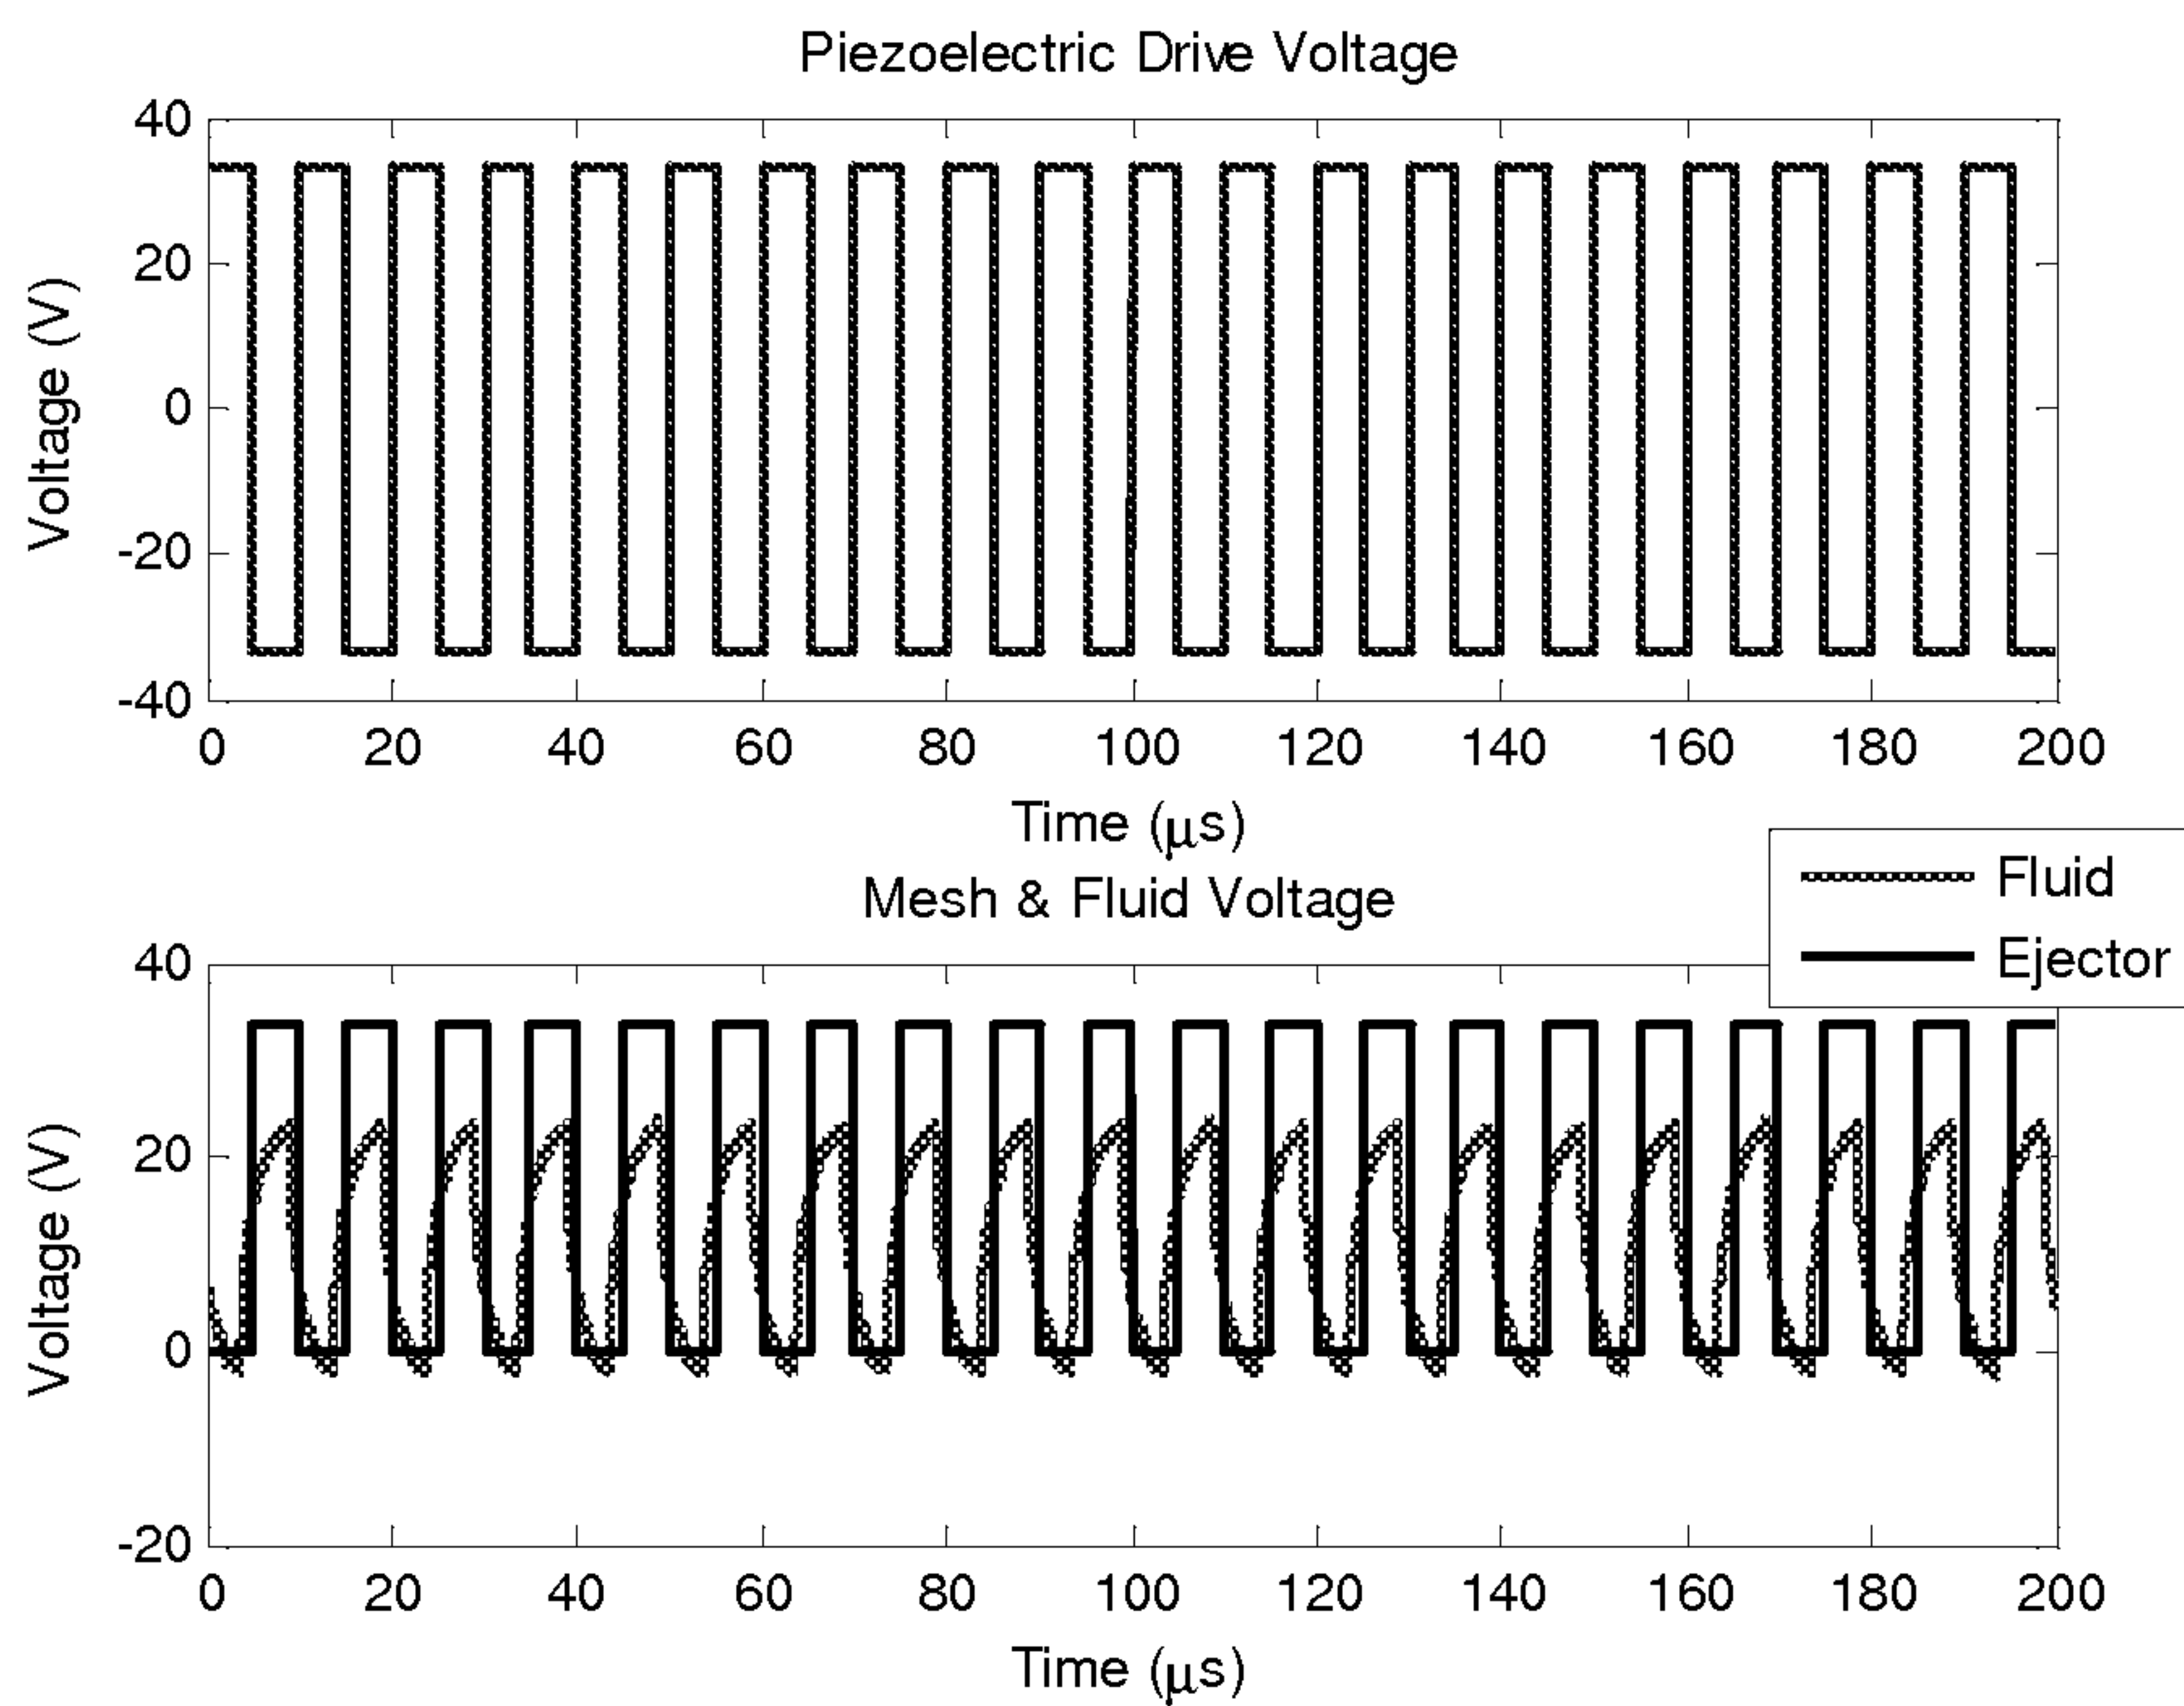 Piezoelectric Drive Voltage
40
20
0
-20
-40
Voltage (V)
0 20 40 60 80 100 120 140 160 180 200
Time (μs)
Fluid
Ejector
Mesh & Fluid Voltage
40
20
0
-20
Voltage (V)
0 20 40 60 80 100 120 140 160 180 200
Time (μs)